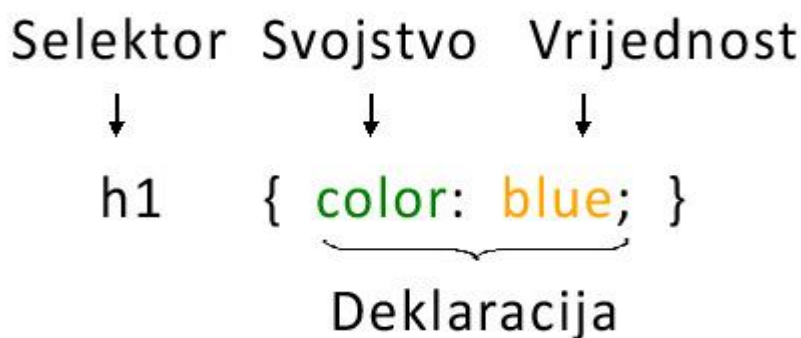 Selektor Svojstvo Vrijednost
h1 { color: blue; }
Deklaracija